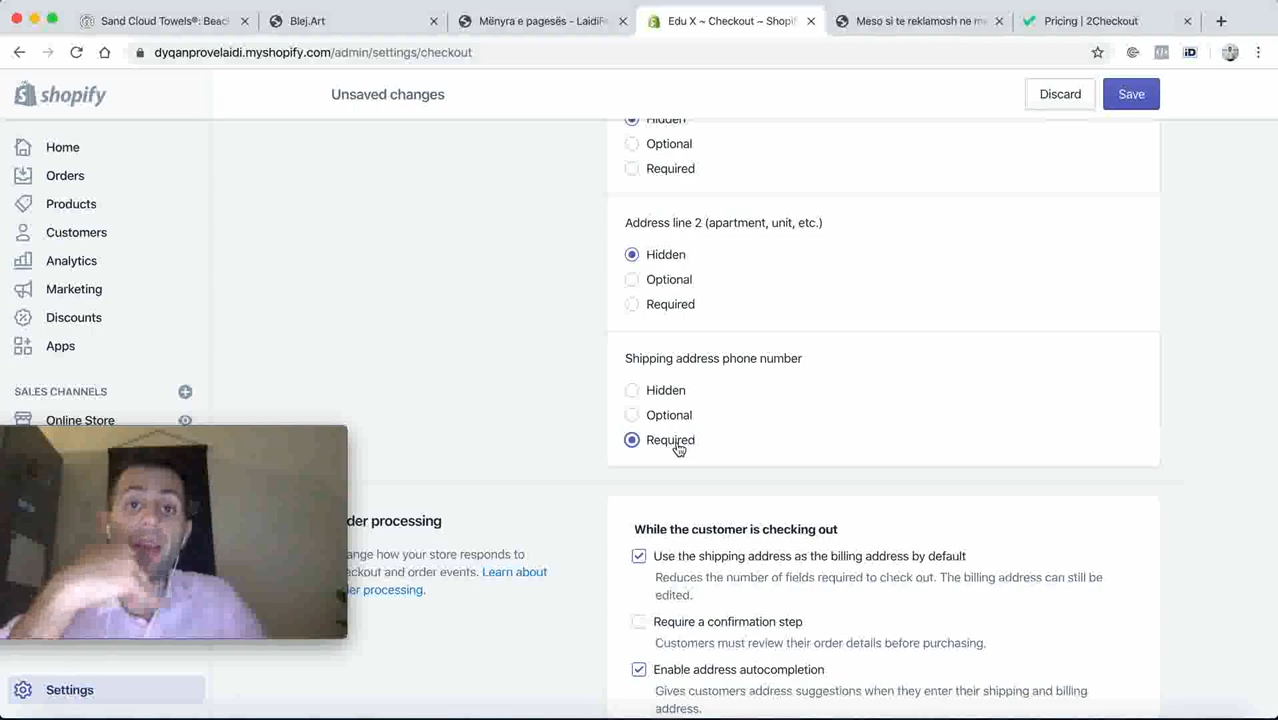 Sand Cloud Towels®: Beac
Blej.Art
Mënyra e pagesës - LaidiRe
Edu X ~ Checkout ~ Shopif
Meso si te reklamosh ne m
Pricing | 2Checkout
dyqanprovelaidi.myshopify.com/admin/settings/checkout
iD
shopify
Unsaved changes
Discard
Save
Home
Orders
Products
Customers
Analytics
Marketing
Discounts
Apps
SALES CHANNELS
Online Store
Settings
Hidden
Optional
Required
Address line 2 (apartment, unit, etc.)
Hidden
Optional
Required
Shipping address phone number
Hidden
Optional
Required
der processing
ange how your store responds to
eckout and order events. Learn about
der processing.
While the customer is checking out
Use the shipping address as the billing address by default
Reduces the number of fields required to check out. The billing address can still be
edited.
Require a confirmation step
Customers must review their order details before purchasing.
Enable address autocompletion
Gives customers address suggestions when they enter their shipping and billing
address.